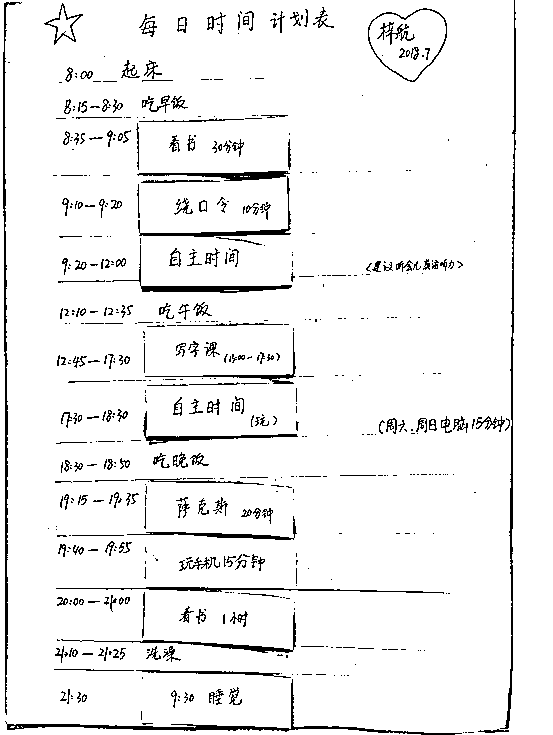 每日时间计划表
梓航
2018.7
8:00 起床
8:15—8:30 吃早饭
8:35—9:05 看书 30分钟
9:10—9:20 绕口令 10分钟
9:20—12:00 自主时间 (建议听会儿英语听力)
12:10—12:35 吃午饭
12:45—17:30 写字课 (15:00—17:30)
17:30—18:30 自主时间 (玩) (周六、周日电脑15分钟)
18:30—18:50 吃晚饭
19:15—19:35 萨克斯 20分钟
19:40—19:55 玩手机15分钟
20:00—21:00 看书 1小时
21:10—21:25 洗澡
21:30 9:30 睡觉